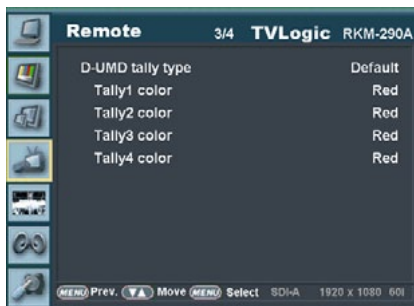 Remote 3/4 TVLogic RKM-290A
D-UMD tally type Default
Tally1 color Red
Tally2 color Red
Tally3 color Red
Tally4 color Red
MENU Prev. ▼▲ Move MENU Select SDI-A 1920 x 1080 60I